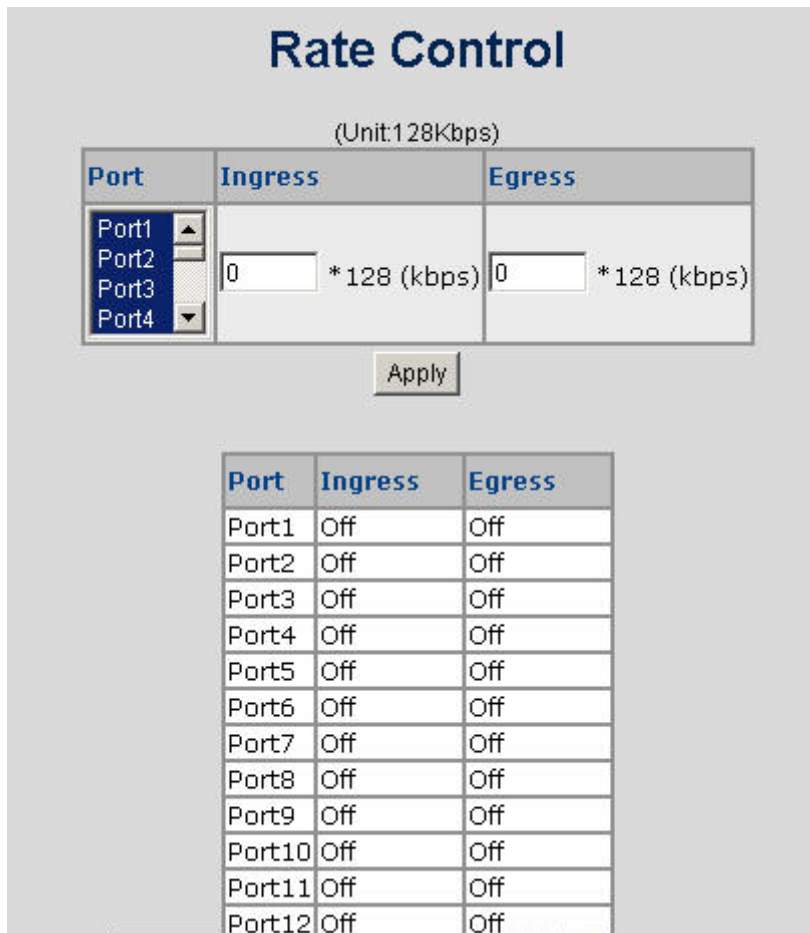 Rate Control
(Unit:128Kbps)
Port Ingress Egress
Port1
Port2
Port3
Port4
0 *128 (kbps) 0 *128 (kbps)
Apply
Port Ingress Egress
Port1 Off Off
Port2 Off Off
Port3 Off Off
Port4 Off Off
Port5 Off Off
Port6 Off Off
Port7 Off Off
Port8 Off Off
Port9 Off Off
Port10 Off Off
Port11 Off Off
Port12 Off Off